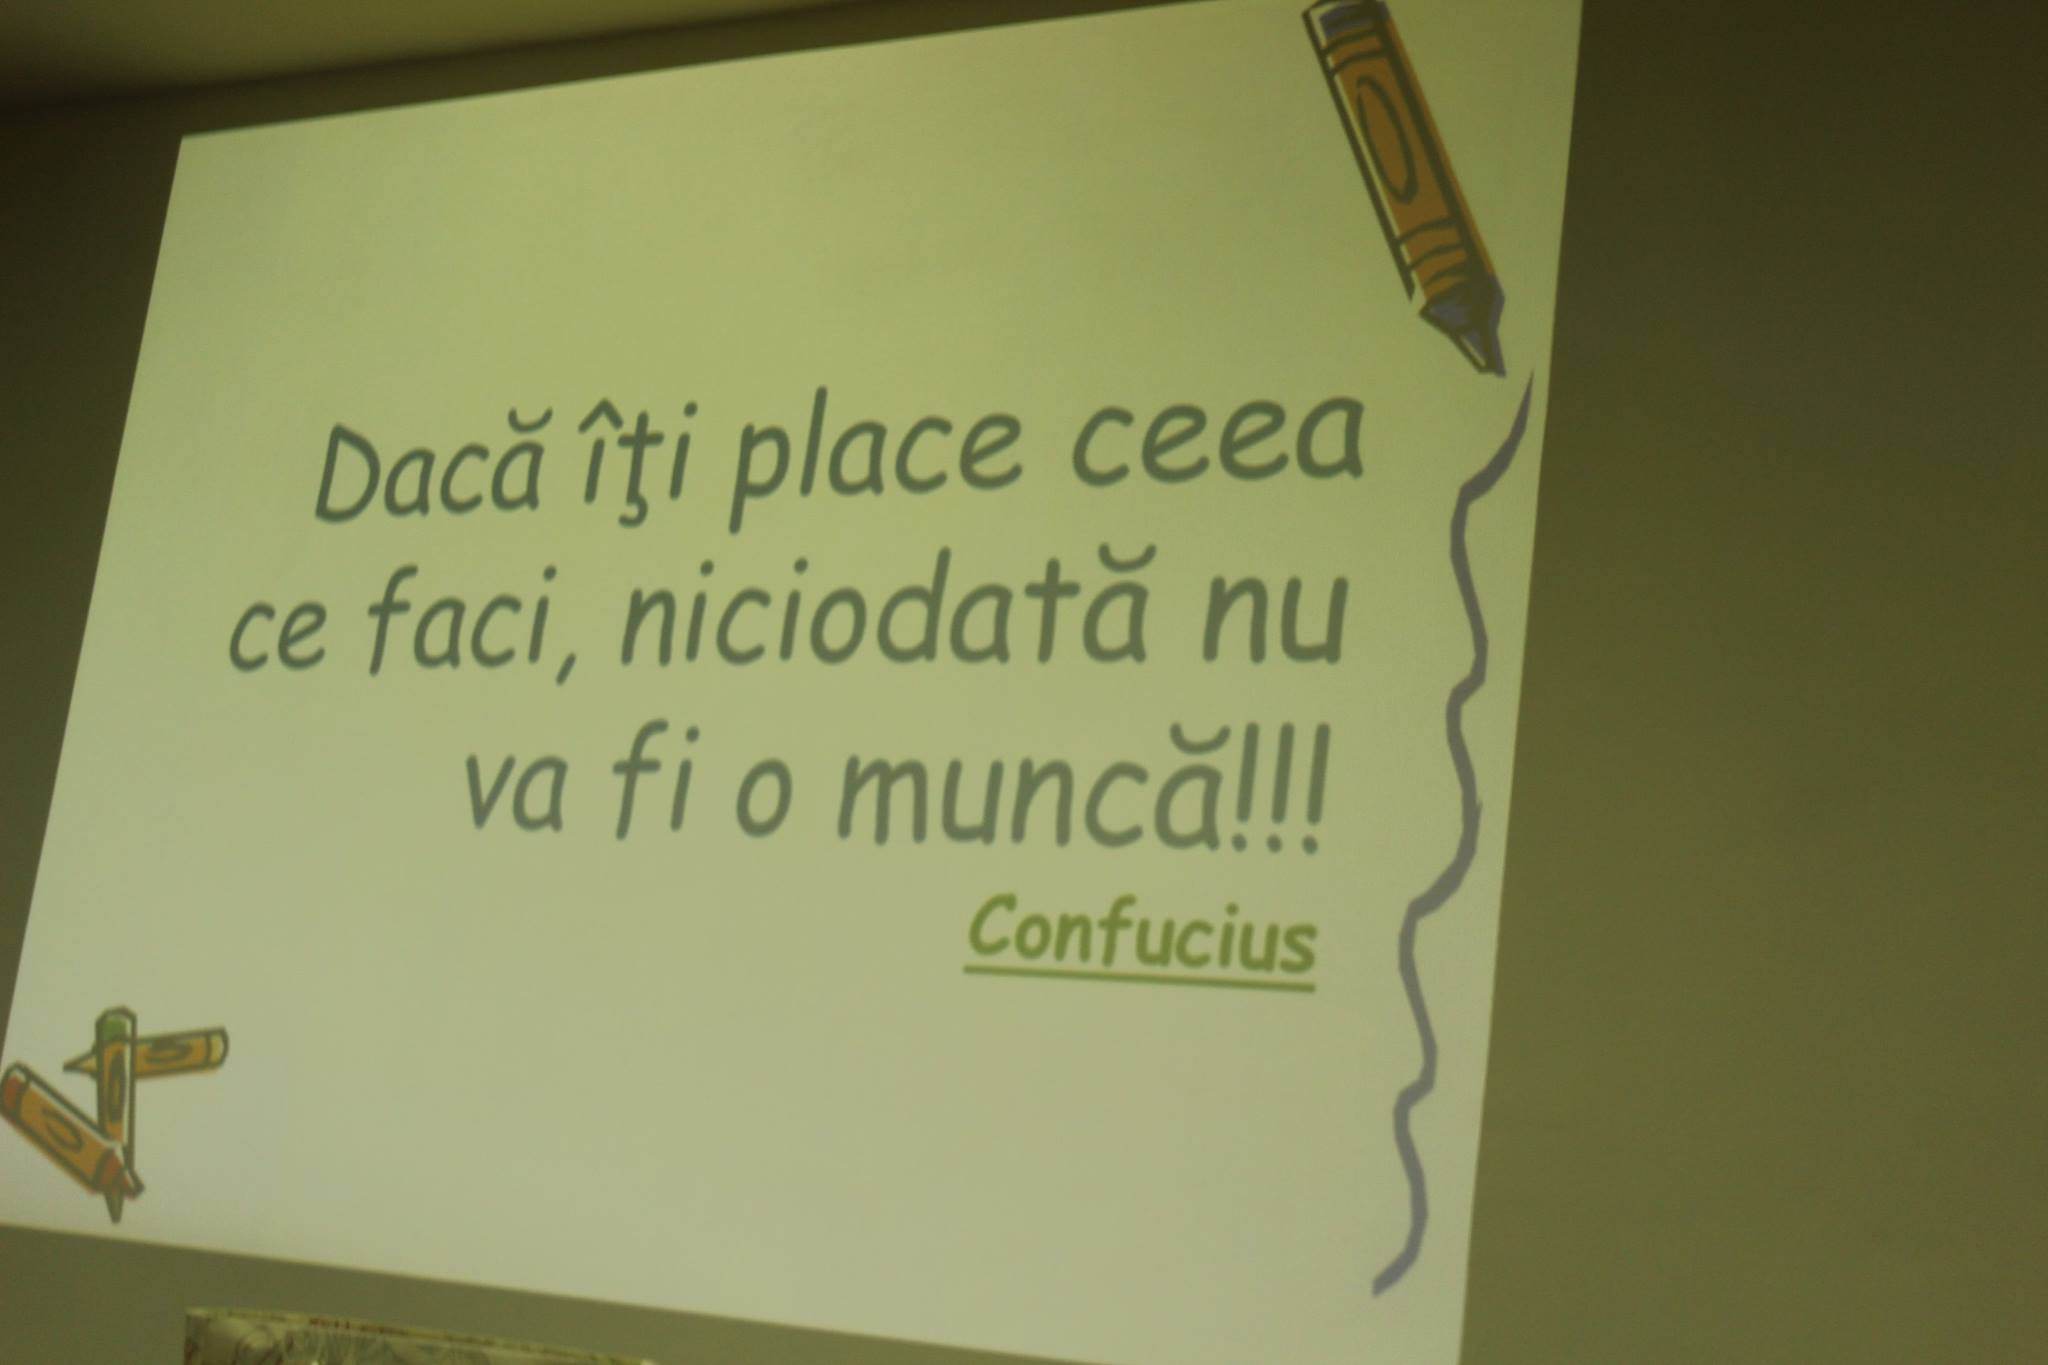 Dacă îţi place ceea
ce faci, niciodată nu
va fi o muncă!!!
Confucius